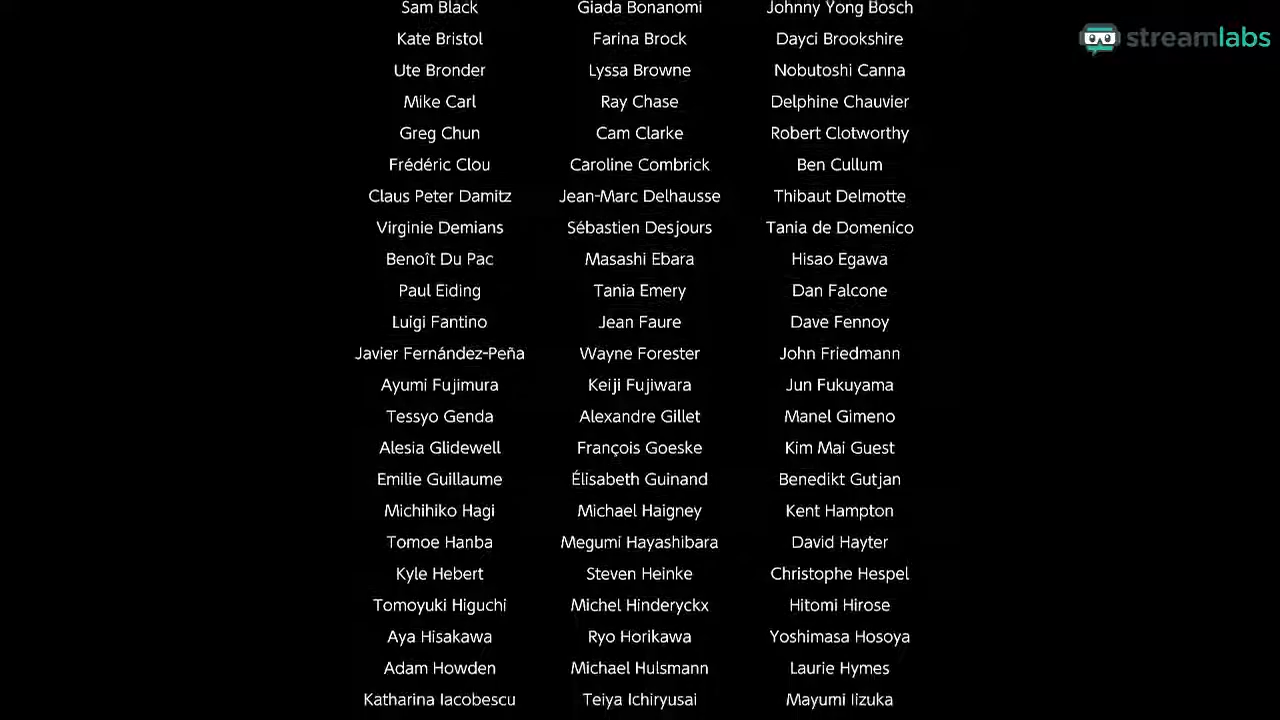 Sam Black Giada Bonanomi Johnny Yong Bosch
streamlabs
Kate Bristol Farina Brock Dayci Brookshire
Ute Bronder Lyssa Browne Nobutoshi Canna
Mike Carl Ray Chase Delphine Chauvier
Greg Chun Cam Clarke Robert Clotworthy
Frédéric Clou Caroline Combrick Ben Cullum
Claus Peter Damitz Jean-Marc Delhausse Thibaut Delmotte
Virginie Demians Sébastien Desjours Tania de Domenico
Benoît Du Pac Masashi Ebara Hisao Egawa
Paul Eiding Tania Emery Dan Falcone
Luigi Fantino Jean Faure Dave Fennoy
Javier Fernández-Peña Wayne Forester John Friedmann
Ayumi Fujimura Keiji Fujiwara Jun Fukuyama
Tessyo Genda Alexandre Gillet Manel Gimeno
Alesia Glidewell François Goeske Kim Mai Guest
Emilie Guillaume Élisabeth Guinand Benedikt Gutjan
Michihiko Hagi Michael Haigney Kent Hampton
Tomoe Hanba Megumi Hayashibara David Hayter
Kyle Hebert Steven Heinke Christophe Hespel
Tomoyuki Higuchi Michel Hinderyckx Hitomi Hirose
Aya Hisakawa Ryo Horikawa Yoshimasa Hosoya
Adam Howden Michael Hulsmann Laurie Hymes
Katharina Iacobescu Teiya Ichiryusai Mayumi Iizuka